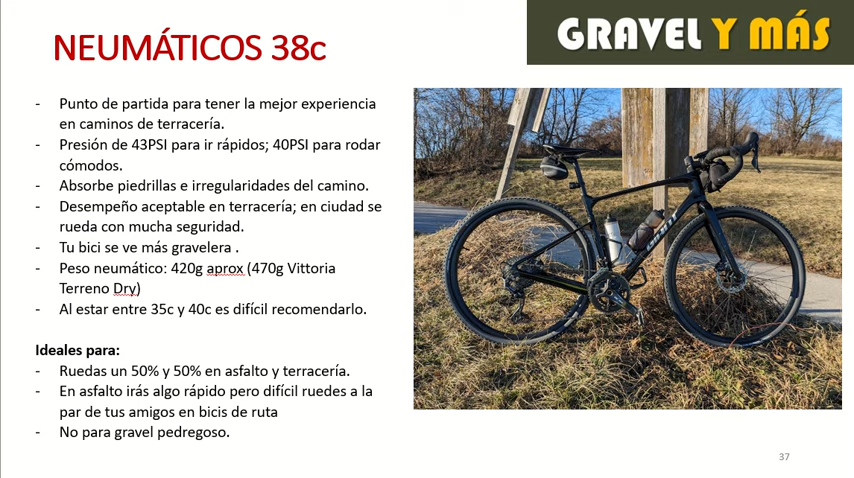 NEUMÁTICOS 38c
GRAVEL Y MÁS
- Punto de partida para tener la mejor experiencia
en caminos de terracería.
- Presión de 43PSI para ir rápidos; 40PSI para rodar
cómodos.
- Absorbe piedrillas e irregularidades del camino.
- Desempeño aceptable en terracería; en ciudad se
rueda con mucha seguridad.
- Tu bici se ve más gravelera .
- Peso neumático: 420g aprox (470g Vittoria
Terreno Dry)
- Al estar entre 35c y 40c es difícil recomendarlo.
Ideales para:
- Ruedas un 50% y 50% en asfalto y terracería.
- En asfalto irás algo rápido pero difícil ruedes a la
par de tus amigos en bicis de ruta
- No para gravel pedregoso.
GIANT
37